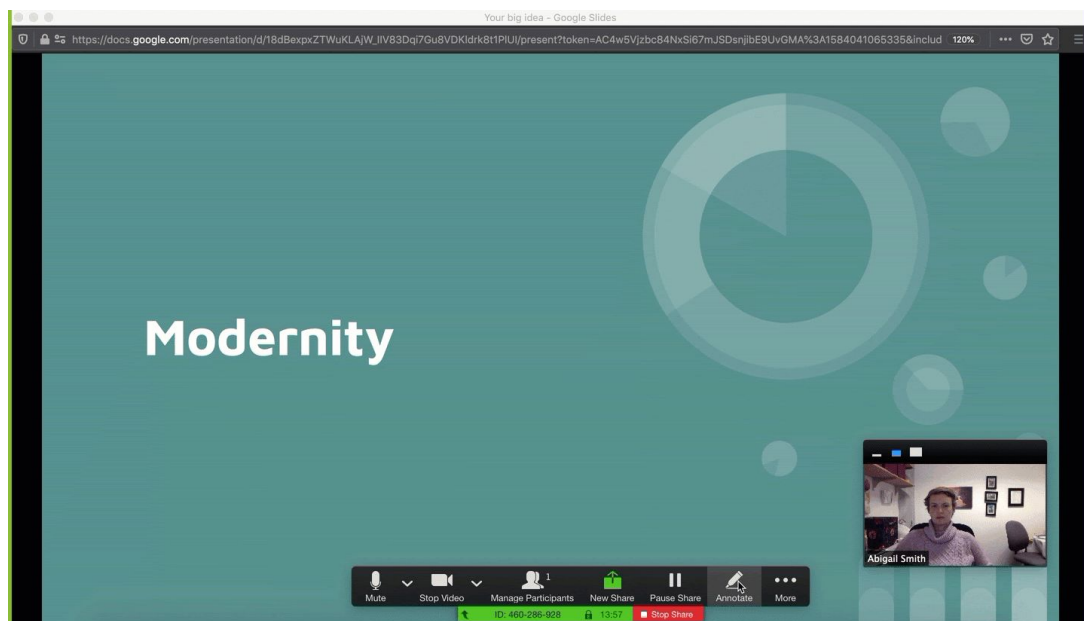 Your big idea - Google Slides
https://docs.google.com/presentation/d/18dBexpxZTWuKLAjW_IIV83Dqi7Gu8VDKIdrk8t1PIUI/present?token=AC4w5Vjzbc84NxSi67mJSDsnjibE9UvGMA%3A1584041065335&includ 120%
Modernity
Abigail Smith
1
Mute Stop Video Manage Participants New Share Pause Share Annotate More
ID: 460-286-928 13:57 Stop Share